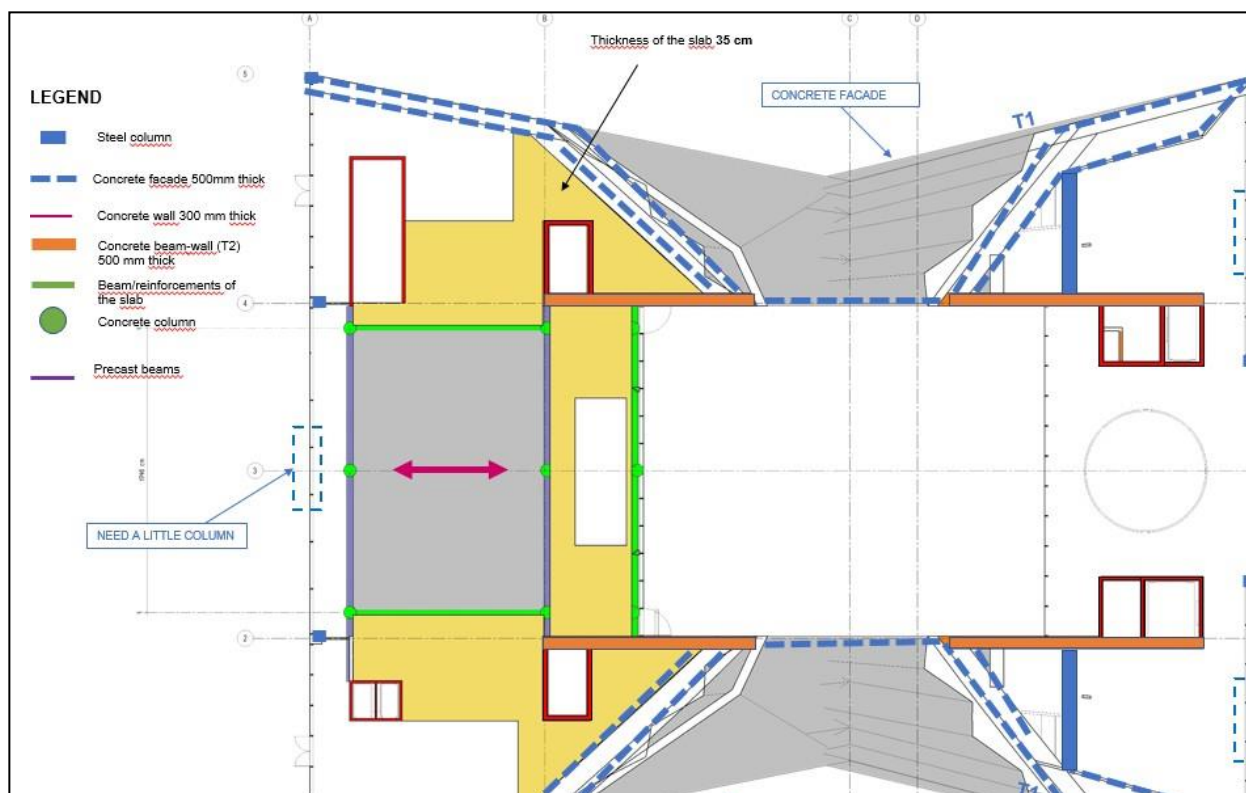 A
B
C
D
Thickness of the slab 35 cm
5
LEGEND
CONCRETE FACADE
T1
Steel column
Concrete facade 500mm thick
Concrete wall 300 mm thick
Concrete beam-wall (T2)
500 mm thick
Beam/reinforcements of
the slab
4
Concrete column
Precast beams
3
NEED A LITTLE COLUMN
2
T1